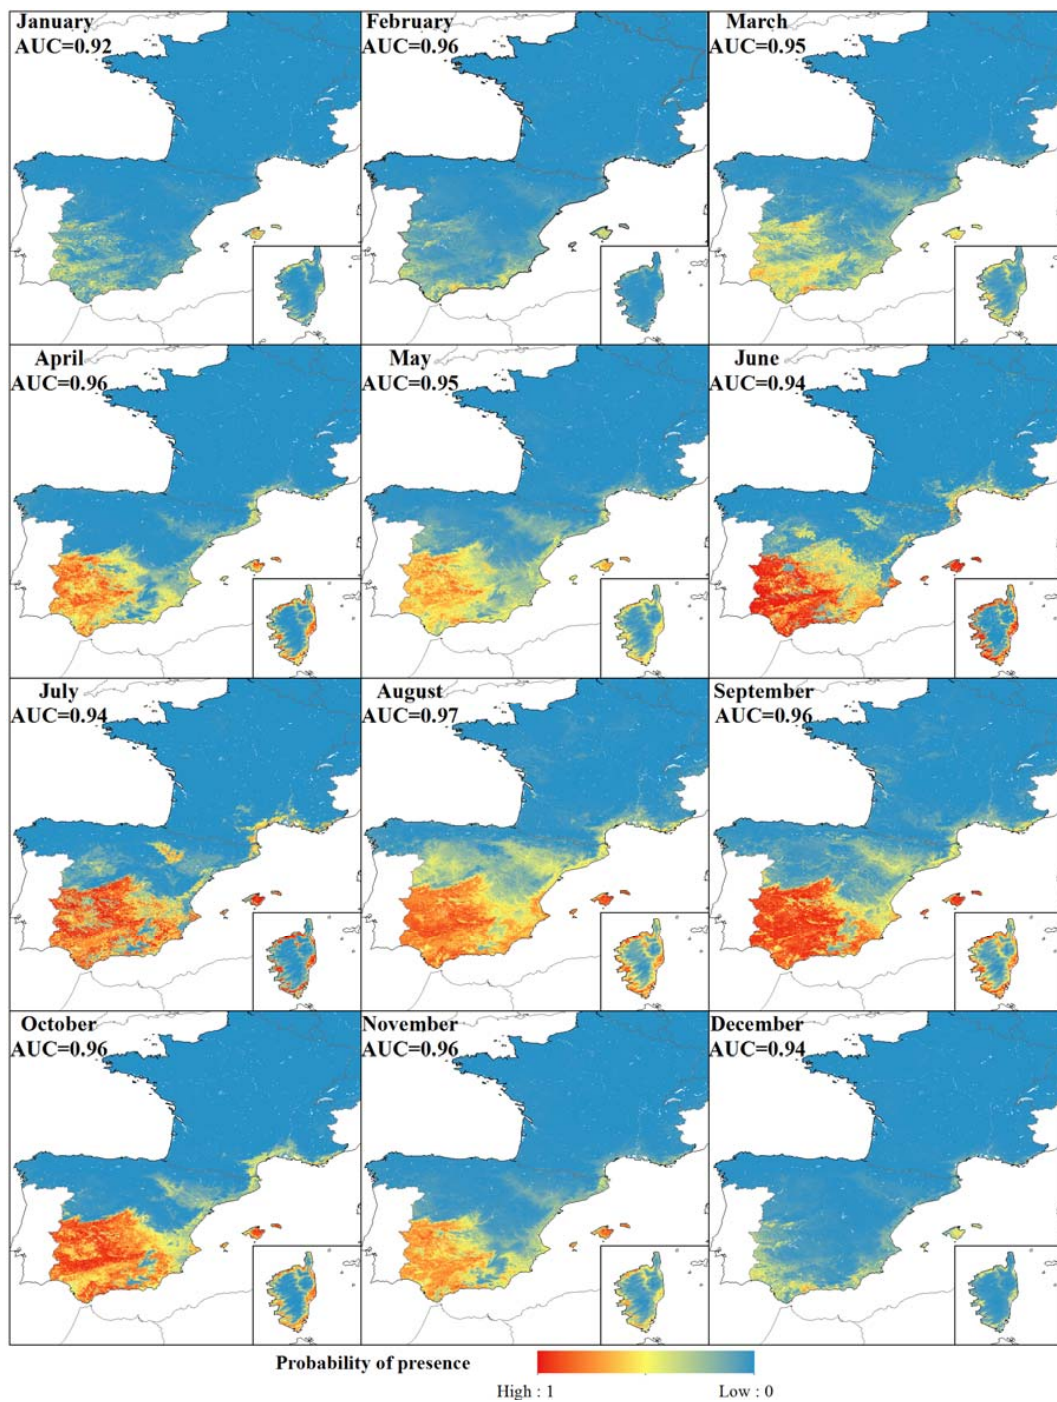 January
AUC=0.92
February
AUC=0.96
March
AUC=0.95
April
AUC=0.96
May
AUC=0.95
June
AUC=0.94
July
AUC=0.94
August
AUC=0.97
September
AUC=0.96
October
AUC=0.96
November
AUC=0.96
December
AUC=0.94
Probability of presence
High : 1
Low : 0